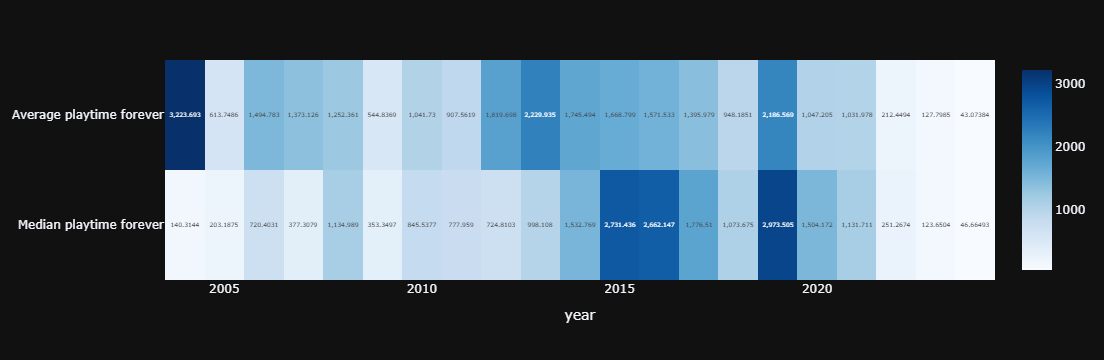 Average playtime forever 3,223.693 613.7486 1,494.783 1,373.126 1,252.361 544.8369 1,041.73 907.5619 1,819.698 2,229.935 1,745.494 1,668.799 1,571.533 1,395.979 948.1851 2,186.569 1,047.205 1,031.978 212.4494 127.7985 43.07384
Median playtime forever 140.3144 203.1875 720.4031 377.3079 1,134.989 353.3497 845.5377 777.959 724.8103 998.108 1,532.769 2,731.436 2,662.147 1,776.51 1,073.675 2,973.505 1,504.172 1,131.711 251.2674 123.6504 46.66493
2005 2010 2015 2020
year
3000
2000
1000